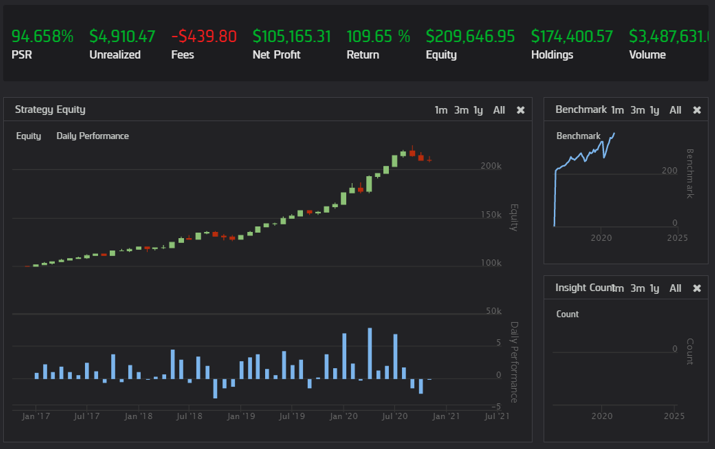 94.658% $4,910.47 -$439.80 $105,165.31 109.65 % $209,646.95 $174,400.57 $3,487,631.
PSR Unrealized Fees Net Profit Return Equity Holdings Volume
Strategy Equity 1m 3m 1y All ✖
Equity Daily Performance
200k
150k
100k
50k
Equity
5
0
-5
Daily Performance
Jan '17 Jul '17 Jan '18 Jul '18 Jan '19 Jul '19 Jan '20 Jul '20 Jan '21 Jul '21
Benchmark 1m 3m 1y All ✖
Benchmark
200
0
Benchmark
2020 2025
Insight Count 1m 3m 1y All ✖
Count
0
Count
2020 2025